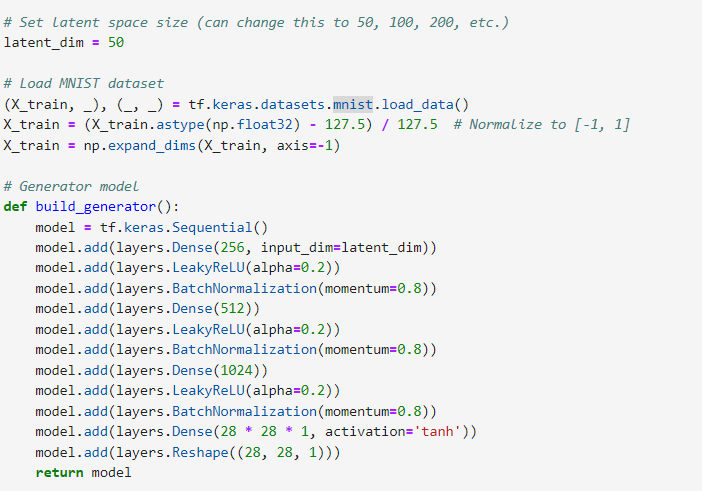 # Set latent space size (can change this to 50, 100, 200, etc.)
latent_dim = 50

# Load MNIST dataset
(X_train, _), (_, _) = tf.keras.datasets.mnist.load_data()
X_train = (X_train.astype(np.float32) - 127.5) / 127.5  # Normalize to [-1, 1]
X_train = np.expand_dims(X_train, axis=-1)

# Generator model
def build_generator():
    model = tf.keras.Sequential()
    model.add(layers.Dense(256, input_dim=latent_dim))
    model.add(layers.LeakyReLU(alpha=0.2))
    model.add(layers.BatchNormalization(momentum=0.8))
    model.add(layers.Dense(512))
    model.add(layers.LeakyReLU(alpha=0.2))
    model.add(layers.BatchNormalization(momentum=0.8))
    model.add(layers.Dense(1024))
    model.add(layers.LeakyReLU(alpha=0.2))
    model.add(layers.BatchNormalization(momentum=0.8))
    model.add(layers.Dense(28 * 28 * 1, activation='tanh'))
    model.add(layers.Reshape((28, 28, 1)))
    return model